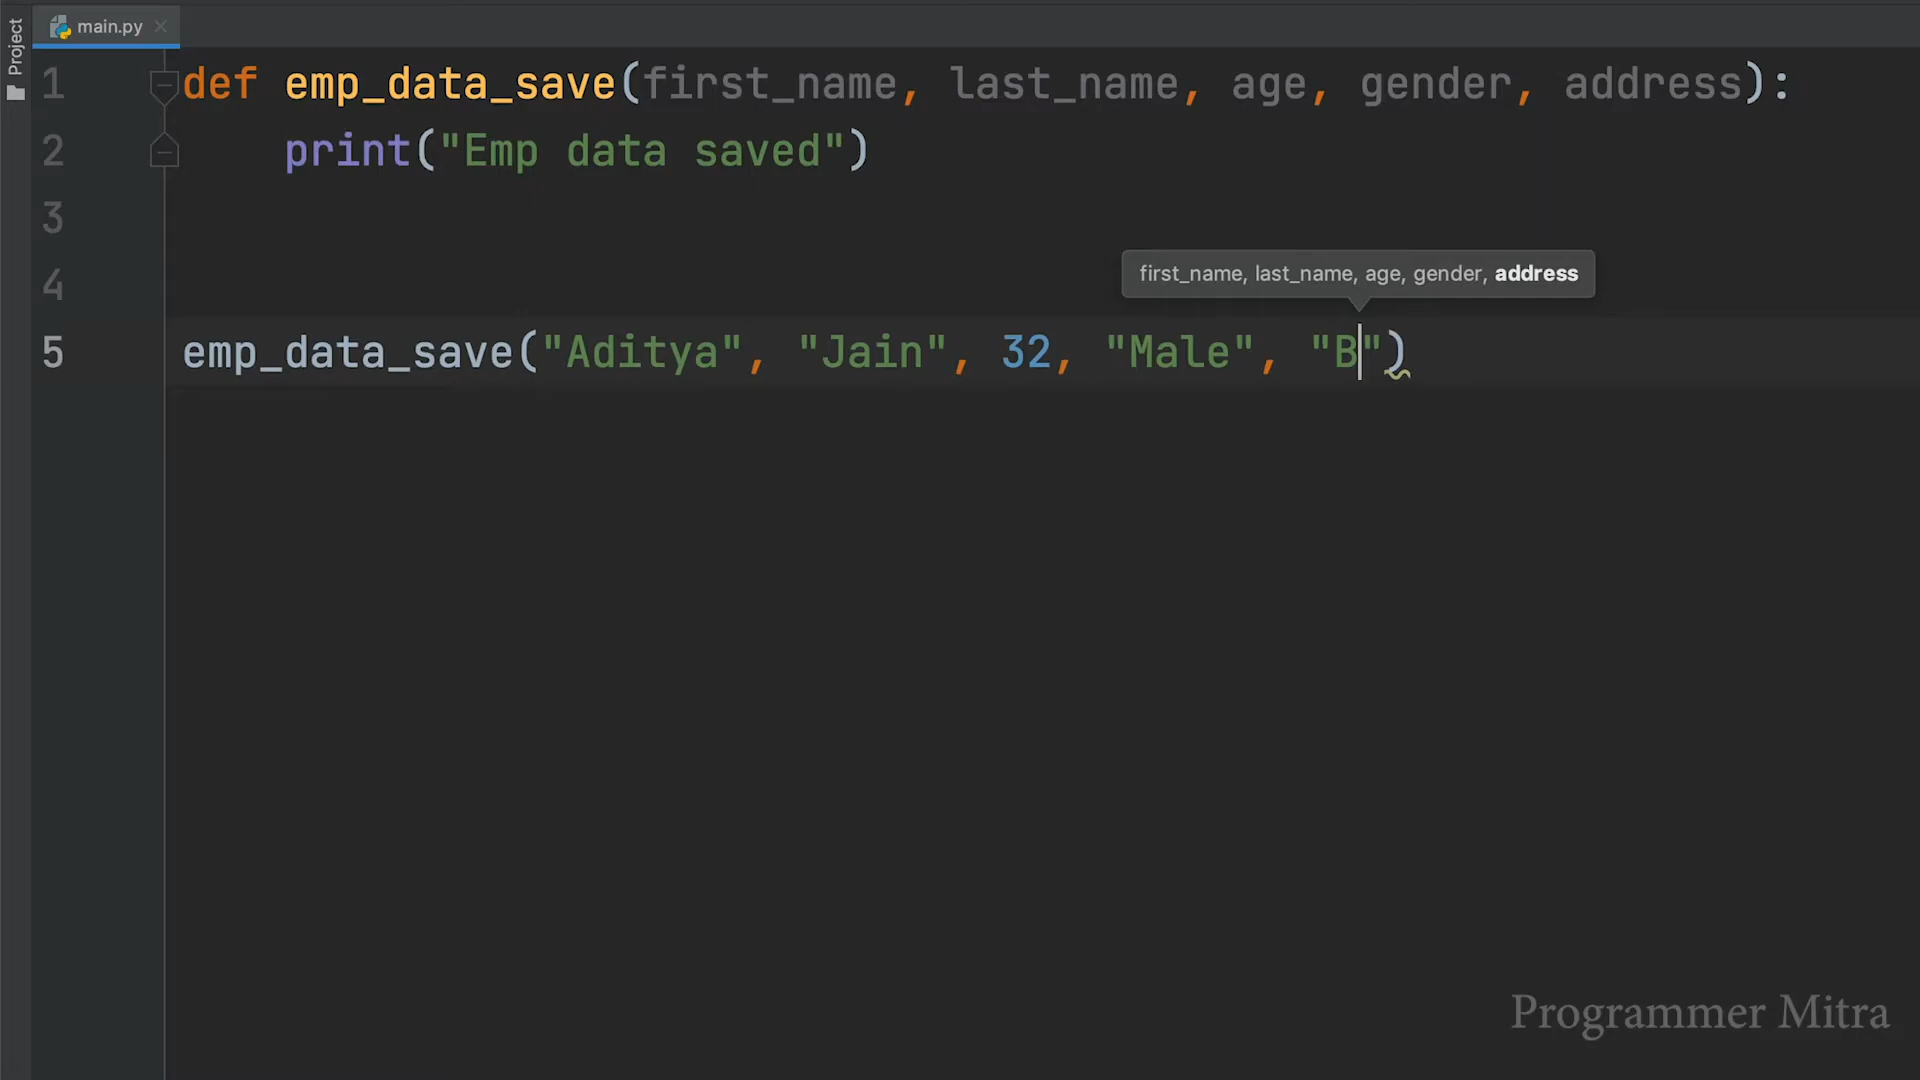 Project
main.py
1 def emp_data_save(first_name, last_name, age, gender, address):
2     print("Emp data saved")
3
4
first_name, last_name, age, gender, address
5 emp_data_save("Aditya", "Jain", 32, "Male", "B")
Programmer Mitra